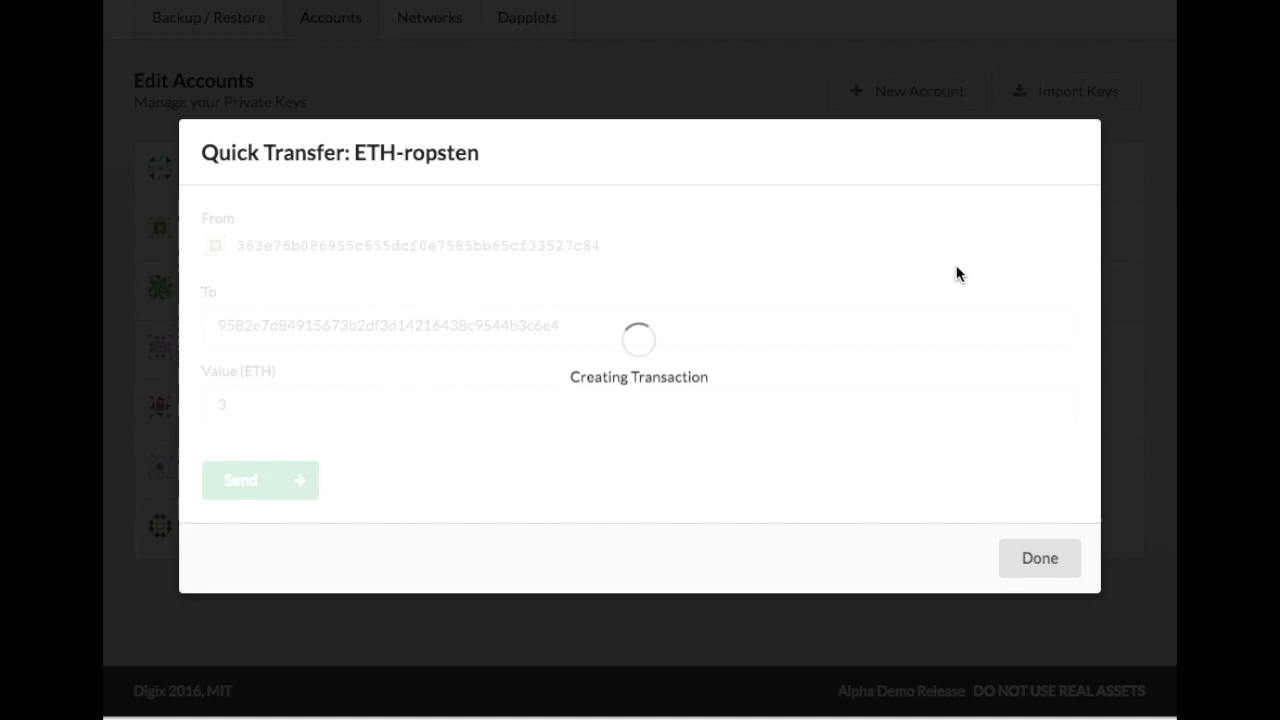 Backup / Restore Accounts Networks Dapplets
Edit Accounts
Manage your Private Keys
New Account Import Keys
Quick Transfer: ETH-ropsten
From
363e76b086955c655dcf0e7585bb65cf33527c84
To
9582e7d84915673b2df3d14216438c9544b3c6e4
Creating Transaction
Value (ETH)
3
Send
Done
Digix 2016, MIT
Alpha Demo Release DO NOT USE REAL ASSETS